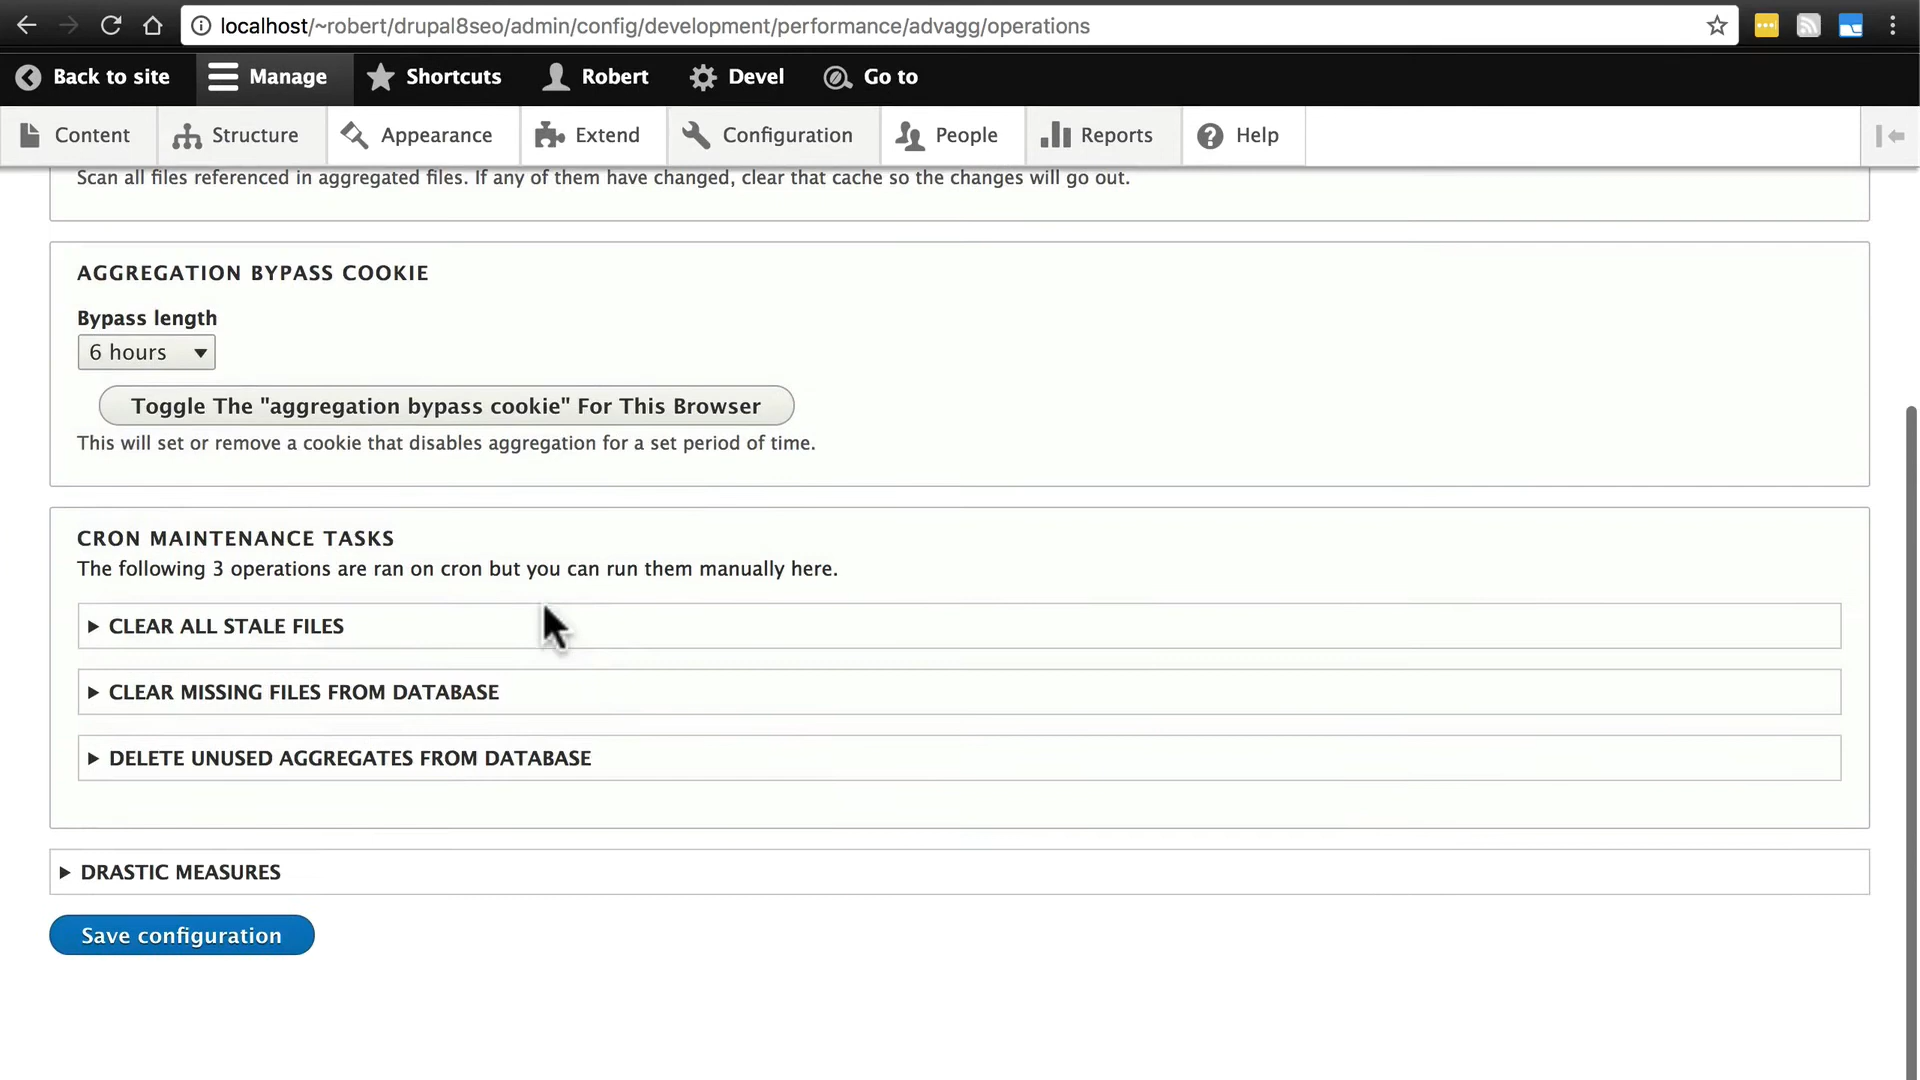 localhost/~robert/drupal8seo/admin/config/development/performance/advagg/operations
Back to site Manage Shortcuts Robert Devel Go to
Content Structure Appearance Extend Configuration People Reports Help
Scan all files referenced in aggregated files. If any of them have changed, clear that cache so the changes will go out.
AGGREGATION BYPASS COOKIE
Bypass length
6 hours
Toggle The "aggregation bypass cookie" For This Browser
This will set or remove a cookie that disables aggregation for a set period of time.
CRON MAINTENANCE TASKS
The following 3 operations are ran on cron but you can run them manually here.
CLEAR ALL STALE FILES
CLEAR MISSING FILES FROM DATABASE
DELETE UNUSED AGGREGATES FROM DATABASE
DRASTIC MEASURES
Save configuration